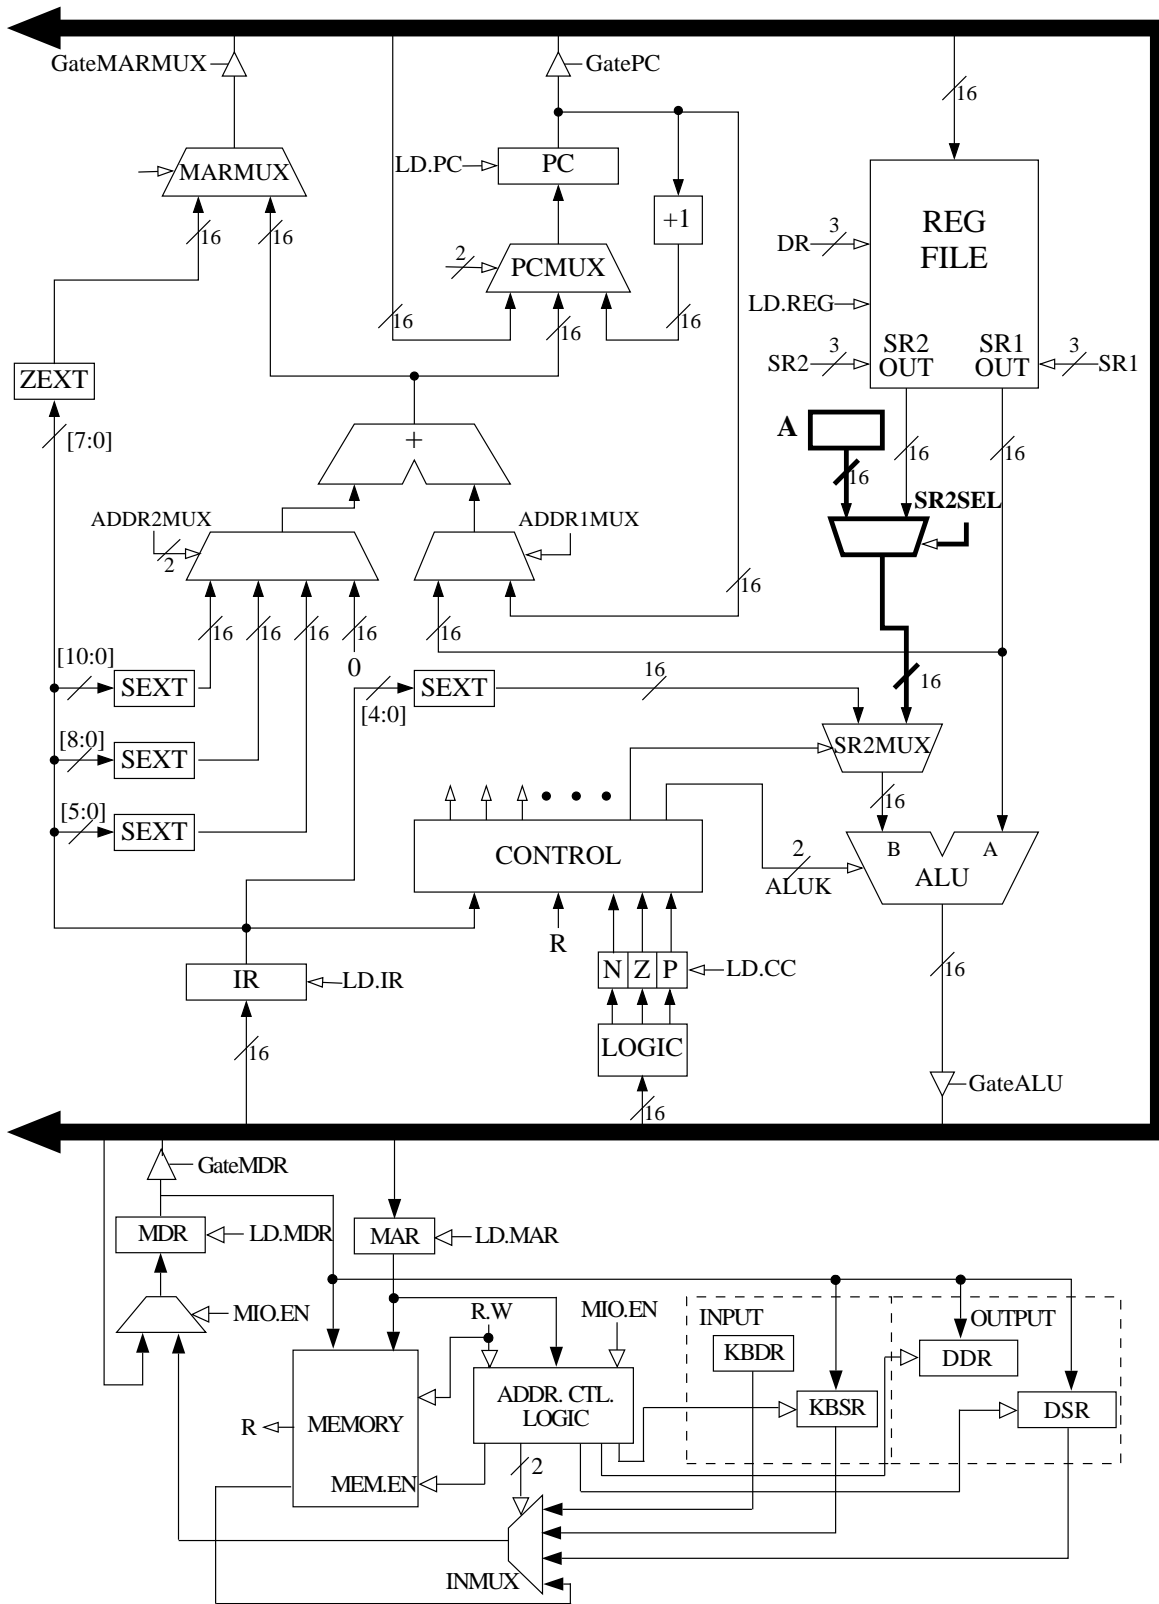 GateMARMUX
GatePC
16
MARMUX
LD.PC
PC
+1
REG
FILE
DR
3
16
16
2
PCMUX
LD.REG
16
16
16
SR2
3
SR2
OUT
SR1
OUT
3
SR1
ZEXT
[7:0]
+
A
16
16
16
SR2SEL
ADDR2MUX
2
ADDR1MUX
16
16
16
16
16
16
0
[10:0]
SEXT
[4:0]
SEXT
16
16
[8:0]
SEXT
SR2MUX
[5:0]
SEXT
16
CONTROL
2
ALUK
B
A
ALU
R
IR
LD.IR
N
Z
P
LD.CC
16
16
LOGIC
16
GateALU
GateMDR
MDR
LD.MDR
MAR
LD.MAR
MIO.EN
R.W
MIO.EN
INPUT
OUTPUT
KBDR
DDR
ADDR. CTL.
LOGIC
KBSR
DSR
R
MEMORY
MEM.EN
2
INMUX